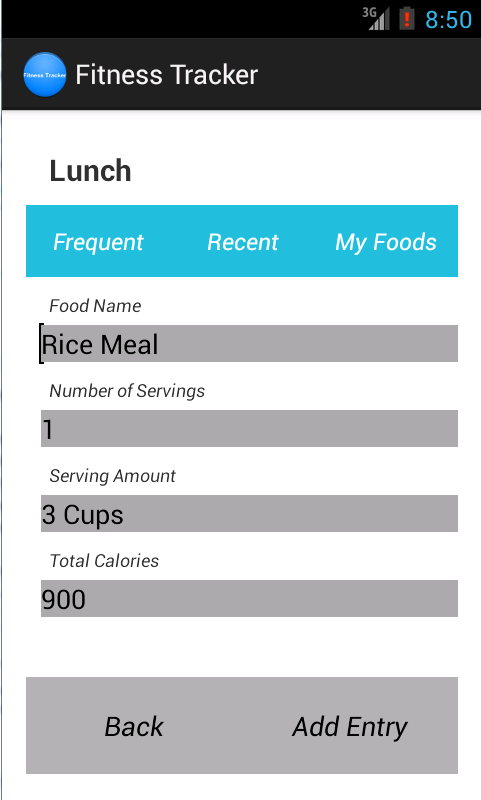 3G 8:50
Fitness Tracker Fitness Tracker
Lunch
Frequent Recent My Foods
Food Name
Rice Meal
Number of Servings
1
Serving Amount
3 Cups
Total Calories
900
Back Add Entry